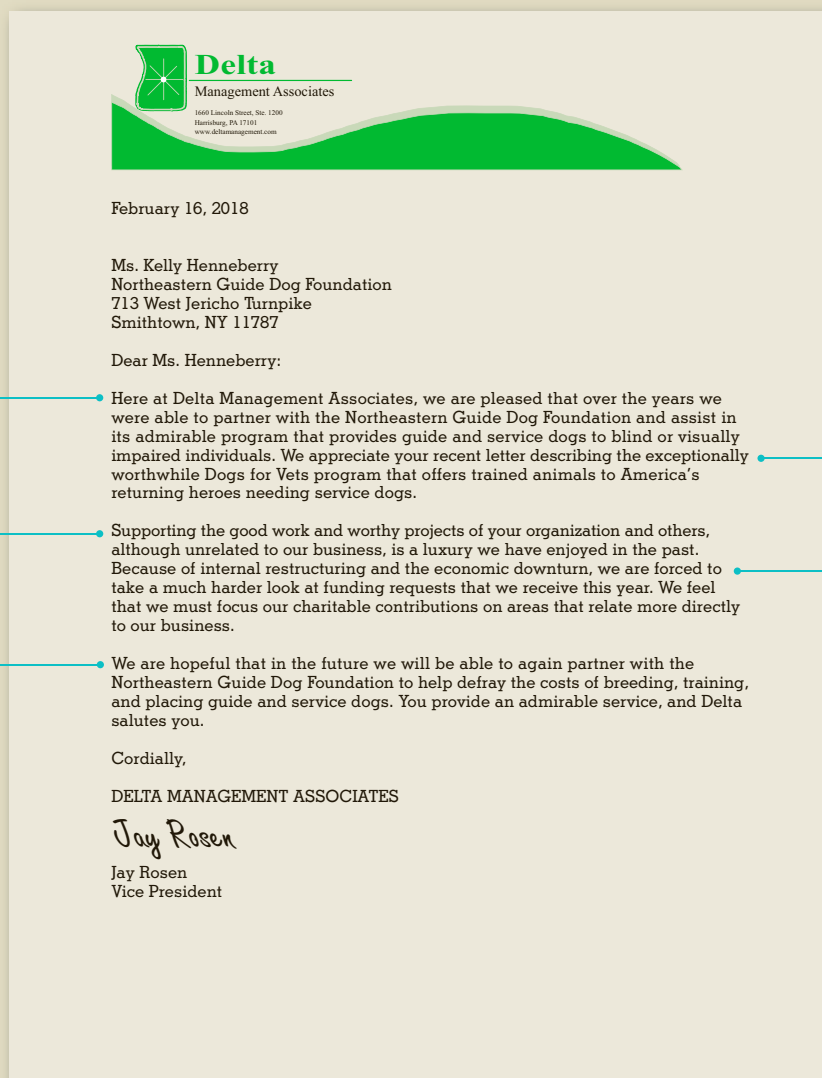 Delta
Management Associates
1660 Lincoln Street, Ste. 1200
Harrisburg, PA 17101
www.deltamanagement.com
February 16, 2018
Ms. Kelly Henneberry
Northeastern Guide Dog Foundation
713 West Jericho Turnpike
Smithtown, NY 11787
Dear Ms. Henneberry:
Here at Delta Management Associates, we are pleased that over the years we
were able to partner with the Northeastern Guide Dog Foundation and assist in
its admirable program that provides guide and service dogs to blind or visually
impaired individuals. We appreciate your recent letter describing the exceptionally
worthwhile Dogs for Vets program that offers trained animals to America's
returning heroes needing service dogs.
Supporting the good work and worthy projects of your organization and others,
although unrelated to our business, is a luxury we have enjoyed in the past.
Because of internal restructuring and the economic downturn, we are forced to
take a much harder look at funding requests that we receive this year. We feel
that we must focus our charitable contributions on areas that relate more directly
to our business.
We are hopeful that in the future we will be able to again partner with the
Northeastern Guide Dog Foundation to help defray the costs of breeding, training,
and placing guide and service dogs. You provide an admirable service, and Delta
salutes you.
Cordially,
DELTA MANAGEMENT ASSOCIATES
Jay Rosen
Jay Rosen
Vice President